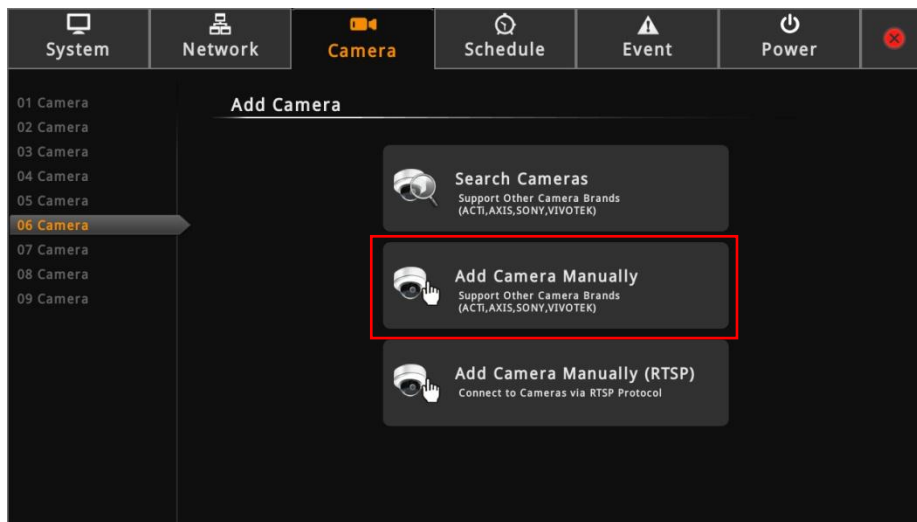 System
Network
Camera
Schedule
Event
Power
01 Camera
02 Camera
03 Camera
04 Camera
05 Camera
06 Camera
07 Camera
08 Camera
09 Camera
Add Camera
Search Cameras
Support Other Camera Brands
(ACTi,AXIS,SONY,VIVOTEK)
Add Camera Manually
Support Other Camera Brands
(ACTi,AXIS,SONY,VIVOTEK)
Add Camera Manually (RTSP)
Connect to Cameras via RTSP Protocol